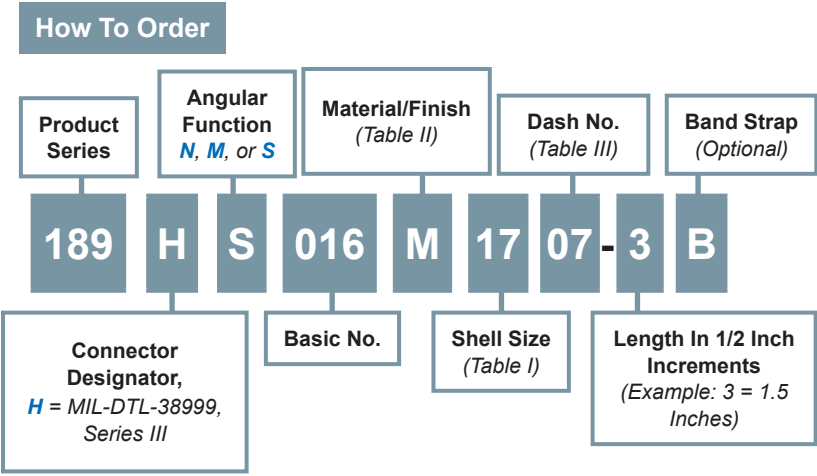 How To Order
Product
Series
Angular
Function
N, M, or S
Material/Finish
(Table II)
Dash No.
(Table III)
Band Strap
(Optional)
189 H S 016 M 17 07 - 3 B
Connector
Designator,
H = MIL-DTL-38999,
Series III
Basic No.
Shell Size
(Table I)
Length In 1/2 Inch
Increments
(Example: 3 = 1.5
Inches)